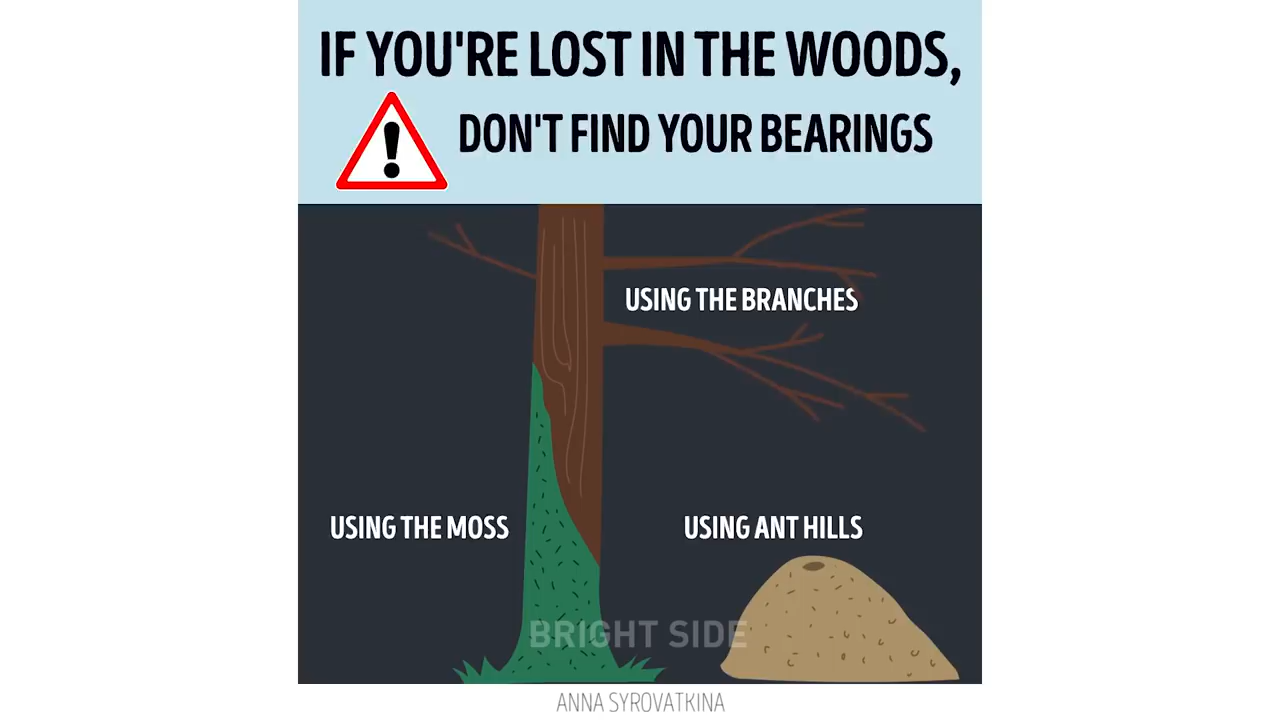 IF YOU'RE LOST IN THE WOODS,
DON'T FIND YOUR BEARINGS
USING THE BRANCHES
USING THE MOSS
USING ANT HILLS
BRIGHT SIDE
ANNA SYROVATKINA